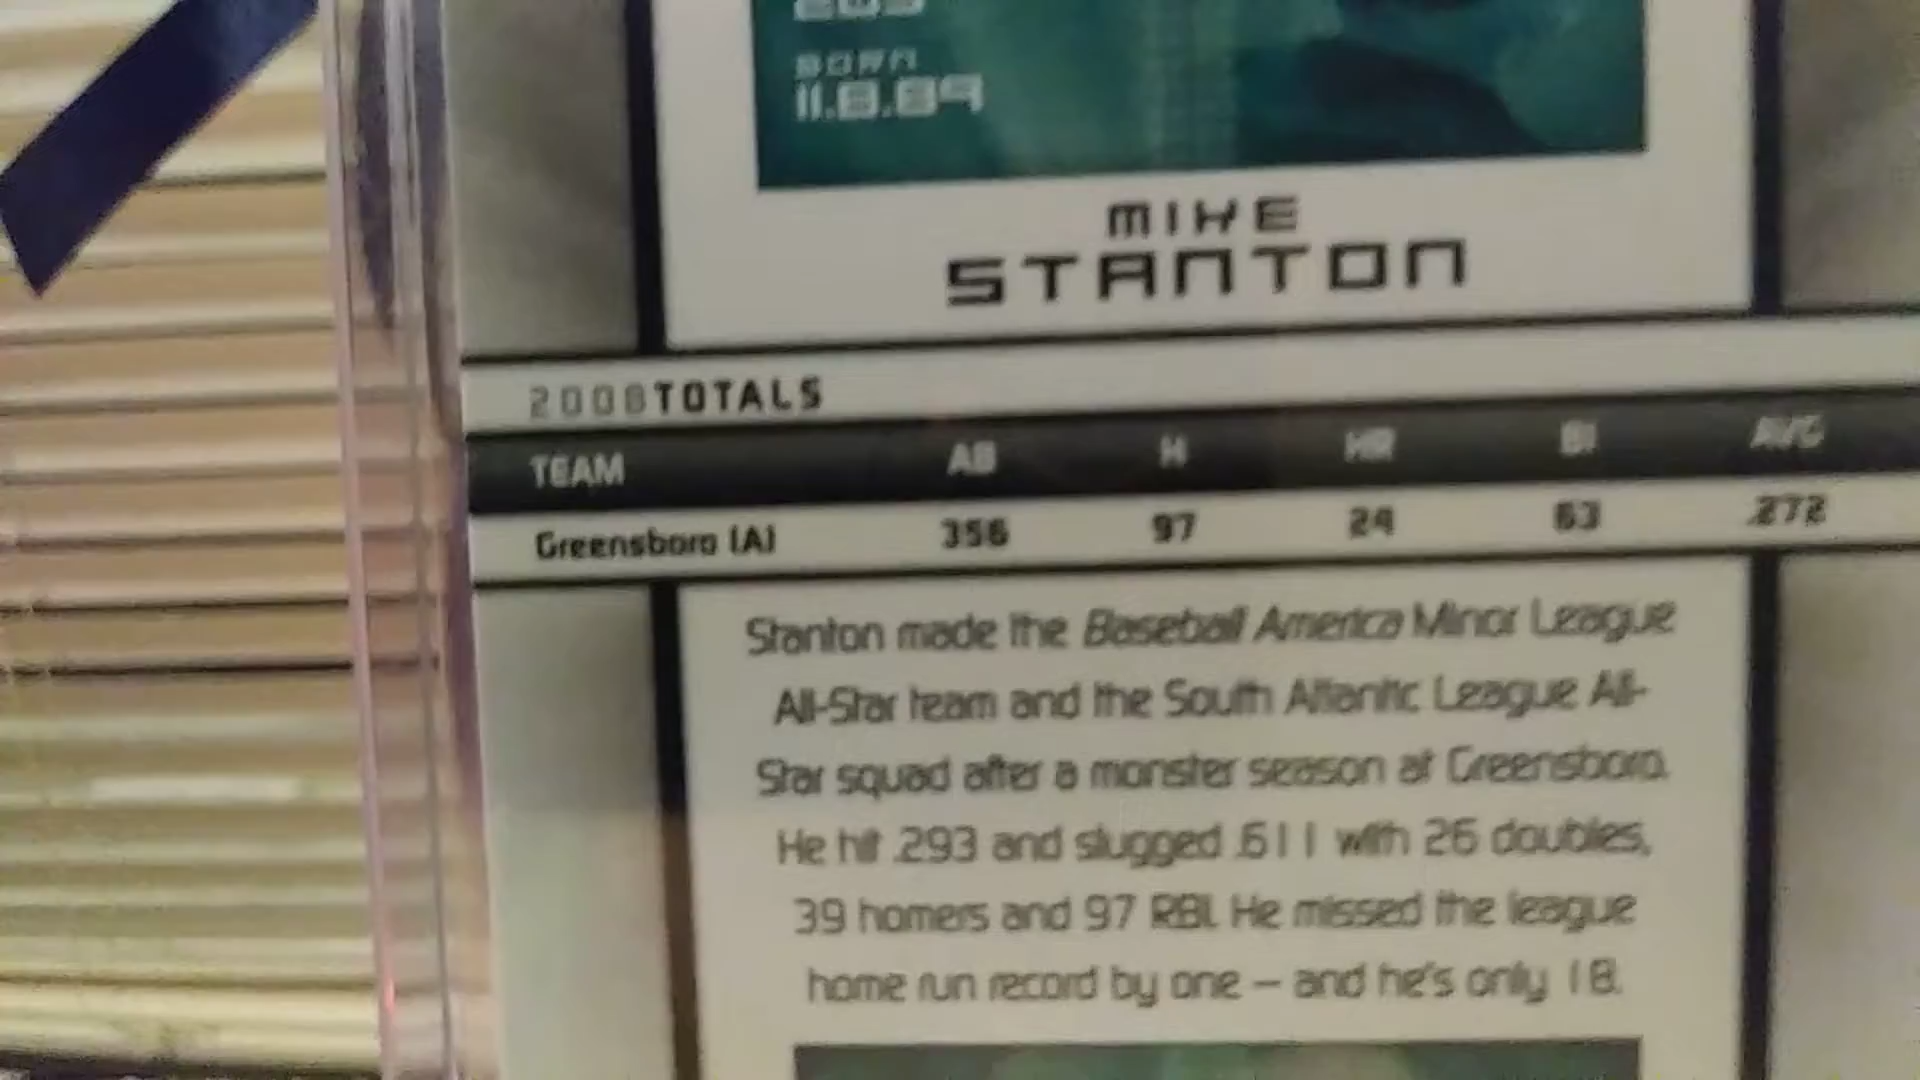 BORN
11.8.89
MIKE
STANTON
2008TOTALS
TEAM AB H HR BI AVG
Greensboro (A) 356 97 24 63 .272
Stanton made the Baseball America Minor League
All-Star team and the South Atlantic League All-
Star squad after a monster season at Greensboro.
He hit .293 and slugged .611 with 26 doubles,
39 homers and 97 RBI. He missed the league
home run record by one – and he's only 18.